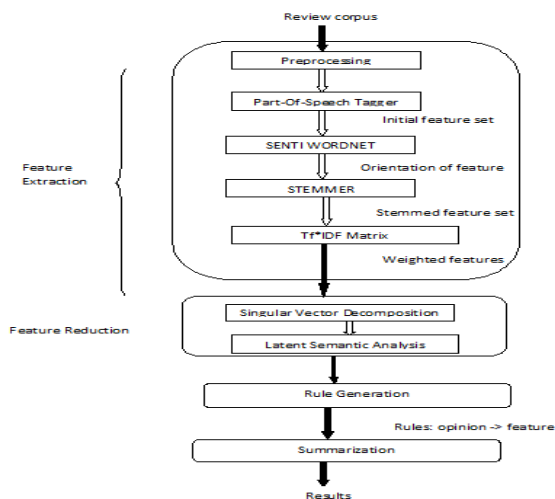 Review corpus
Preprocessing
Part-Of-Speech Tagger
Initial feature set
SENTI WORDNET
Orientation of feature
Feature
Extraction
STEMMER
Stemmed feature set
Tf*IDF Matrix
Weighted features
Singular Vector Decomposition
Feature Reduction
Latent Semantic Analysis
Rule Generation
Rules: opinion -> feature
Summarization
Results